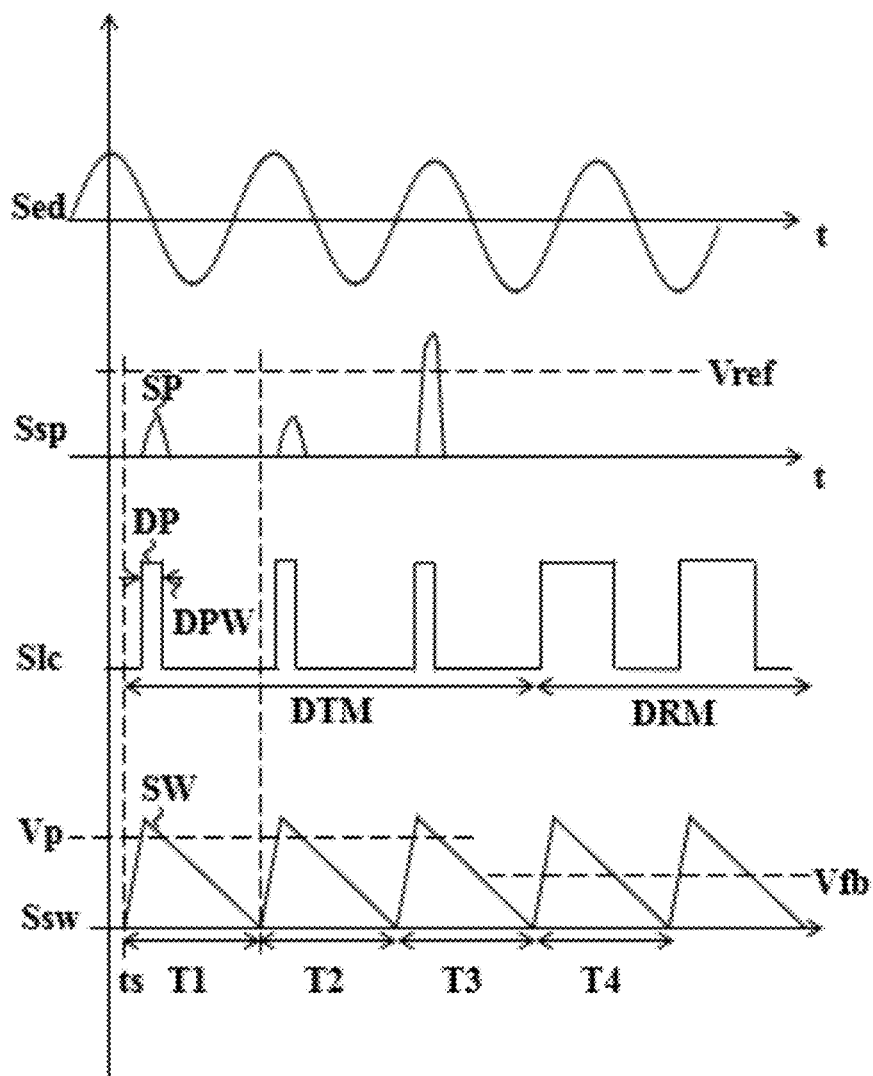 Sed
t
Vref
SP
Ssp
t
DP
DPW
Slc
DTM
DRM
SW
Vp
Vfb
Ssw
ts T1 T2 T3 T4